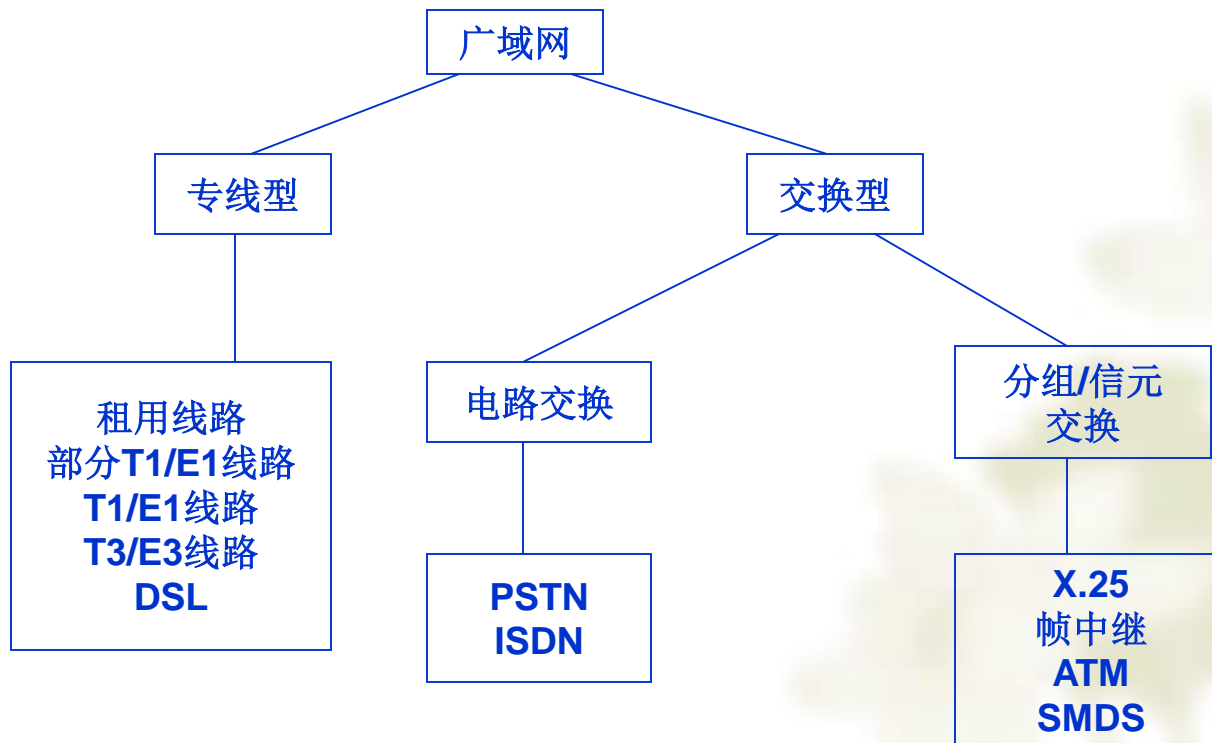 广域网
专线型
交换型
租用线路
部分T1/E1线路
T1/E1线路
T3/E3线路
DSL
电路交换
分组/信元
交换
PSTN
ISDN
X.25
帧中继
ATM
SMDS